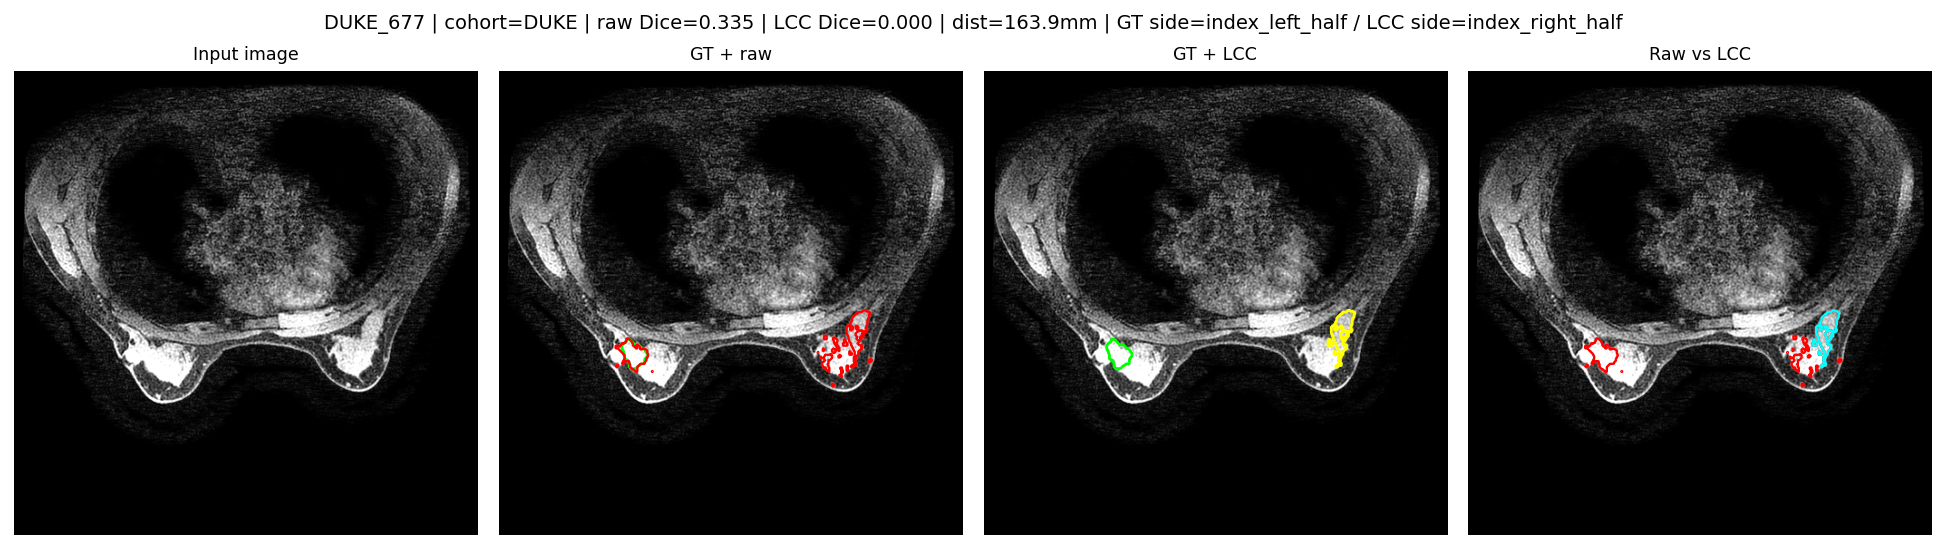 DUKE_677 | cohort=DUKE | raw Dice=0.335 | LCC Dice=0.000 | dist=163.9mm | GT side=index_left_half / LCC side=index_right_half
Input image
GT + raw
GT + LCC
Raw vs LCC